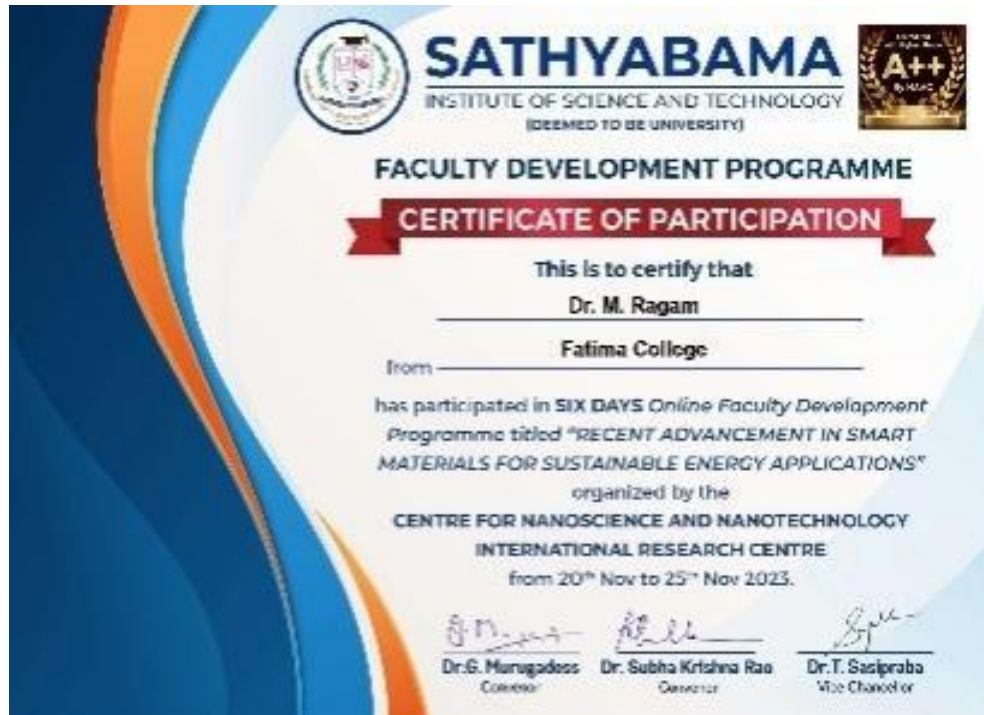 SATHYABAMA
INSTITUTE OF SCIENCE AND TECHNOLOGY
(DEEMED TO BE UNIVERSITY)
A++
FACULTY DEVELOPMENT PROGRAMME
CERTIFICATE OF PARTICIPATION
This is to certify that
Dr. M. Ragam
Fatima College
from
has participated in SIX DAYS Online Faculty Development
Programme titled "RECENT ADVANCEMENT IN SMART
MATERIALS FOR SUSTAINABLE ENERGY APPLICATIONS"
organized by the
CENTRE FOR NANOSCIENCE AND NANOTECHNOLOGY
INTERNATIONAL RESEARCH CENTRE
from 20th Nov to 25th Nov 2023.
Dr.G. Murugadoss Dr. Subha Krishna Rao Dr.T. Sasipraba
Convenor Convenor Vice Chancellor